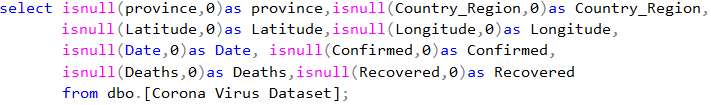 select isnull(province,0)as province,isnull(Country_Region,0)as Country_Region,
isnull(Latitude,0)as Latitude,isnull(Longitude,0)as Longitude,
isnull(Date,0)as Date, isnull(Confirmed,0)as Confirmed,
isnull(Deaths,0)as Deaths,isnull(Recovered,0)as Recovered
from dbo.[Corona Virus Dataset];